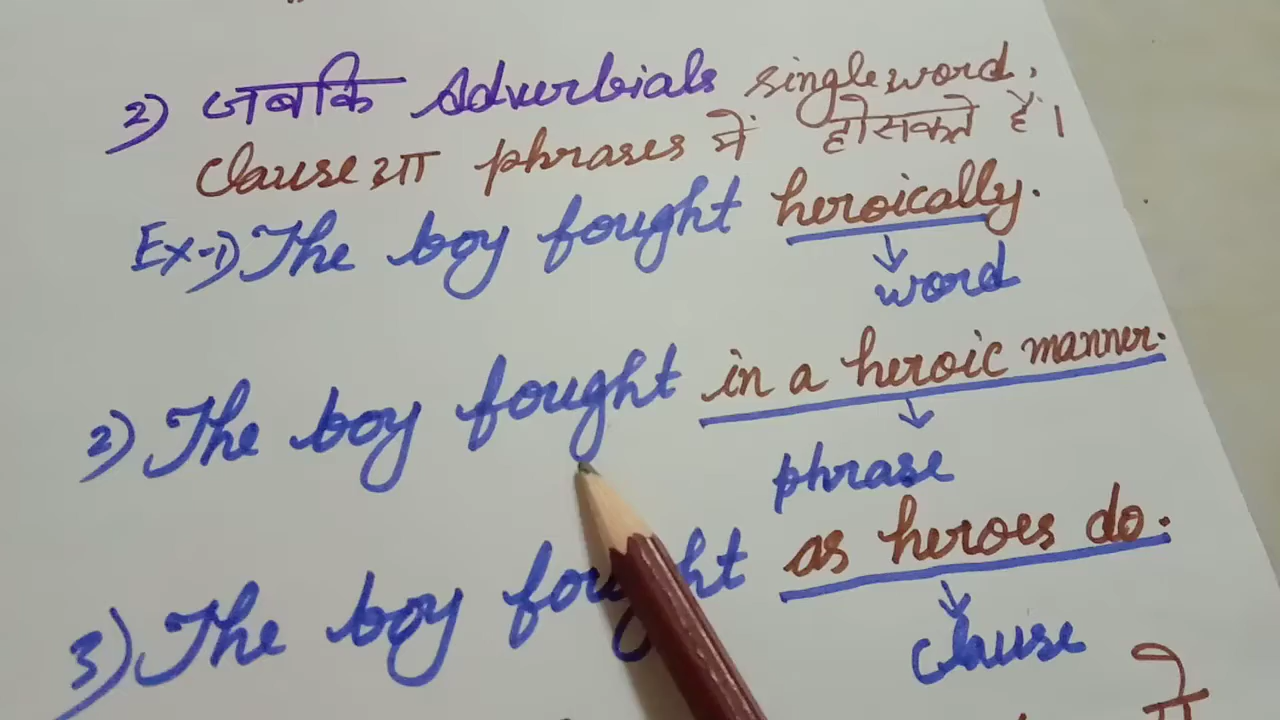 2) जबकि Adverbials single word,
clause या phrases में हो सकते हैं।
Ex-1) The boy fought heroically.
word
2) The boy fought in a heroic manner.
phrase
3) The boy fought as heroes do.
clause